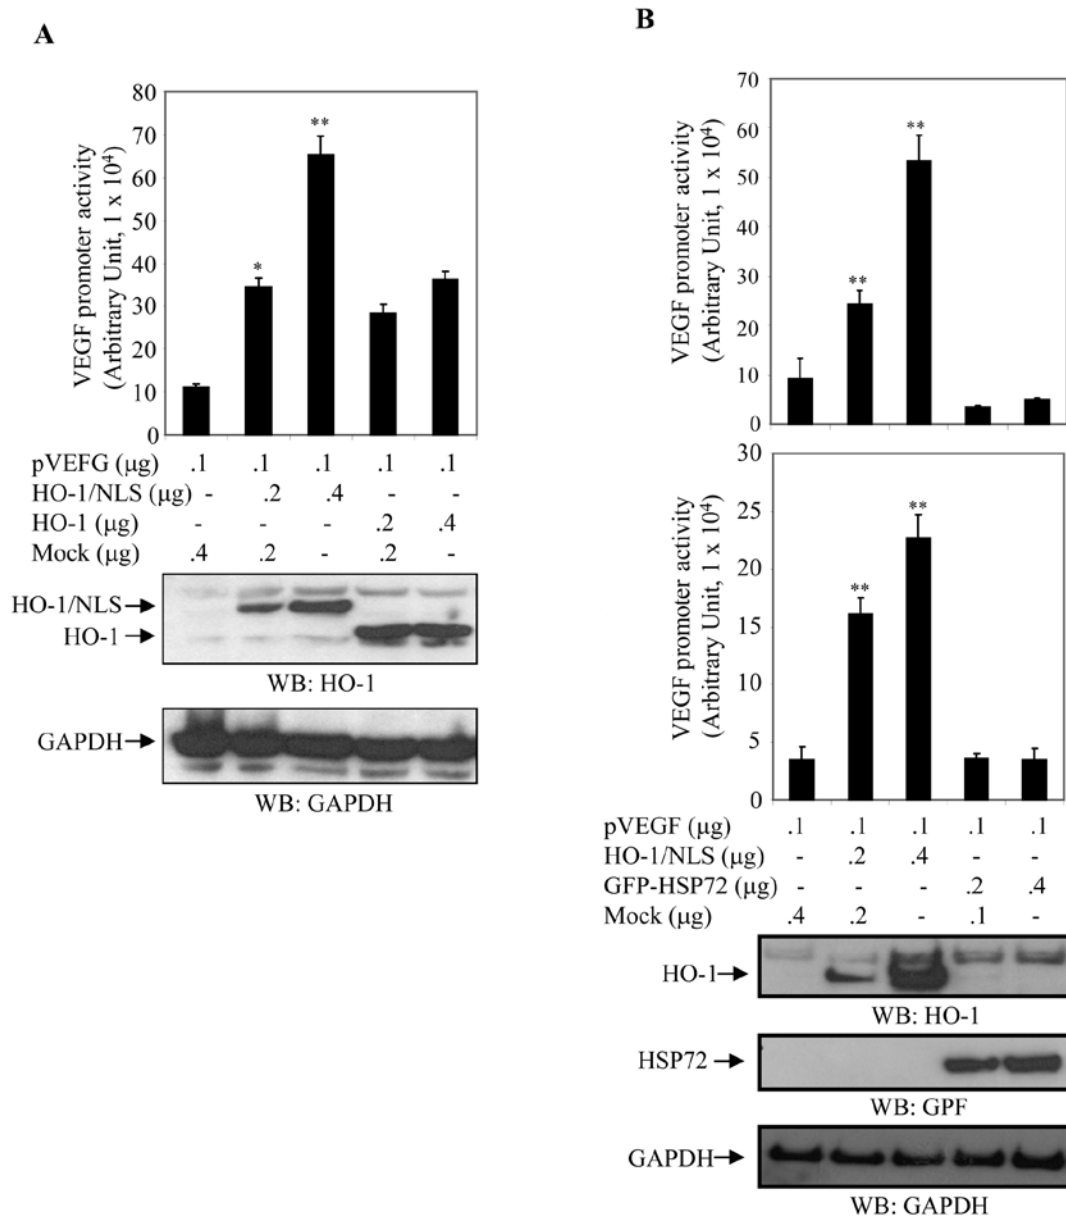 A
VEGF promoter activity
(Arbitrary Unit, 1 x 10⁴)
80
70
60
50
40
30
20
10
0
*
**
pVEFG (µg) .1 .1 .1 .1 .1
HO-1/NLS (µg) - .2 .4 - -
HO-1 (µg) - - - .2 .4
Mock (µg) .4 .2 - .2 -
HO-1/NLS
HO-1
WB: HO-1
GAPDH
WB: GAPDH
B
VEGF promoter activity
(Arbitrary Unit, 1 x 10⁴)
70
60
50
40
30
20
10
0
**
**
VEGF promoter activity
(Arbitrary Unit, 1 x 10⁴)
30
25
20
15
10
5
0
**
**
pVEGF (µg) .1 .1 .1 .1 .1
HO-1/NLS (µg) - .2 .4 - -
GFP-HSP72 (µg) - - - .2 .4
Mock (µg) .4 .2 - .1 -
HO-1
WB: HO-1
HSP72
WB: GPF
GAPDH
WB: GAPDH